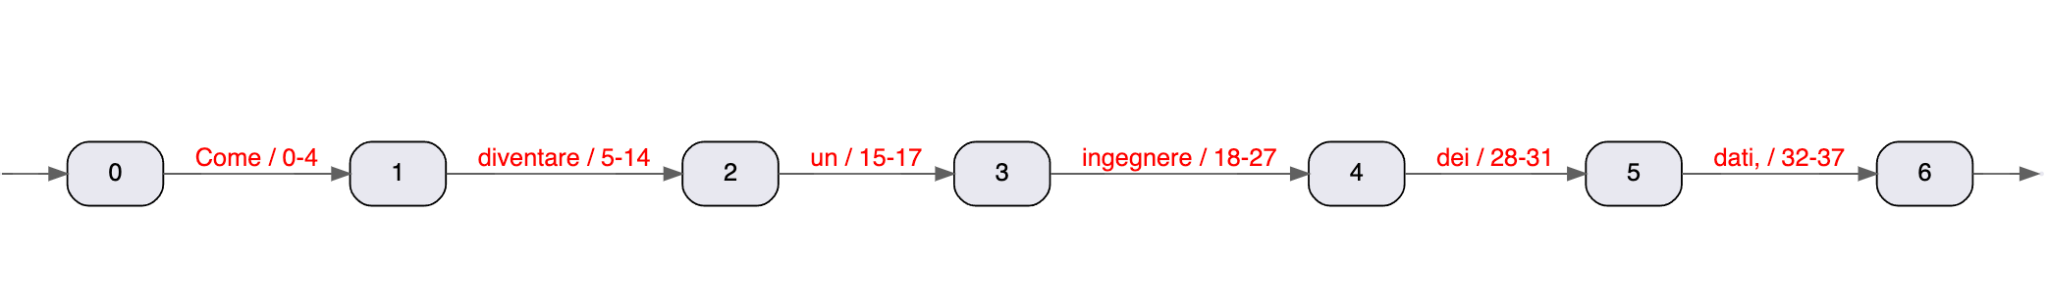 0 Come / 0-4 1 diventare / 5-14 2 un / 15-17 3 ingegnere / 18-27 4 dei / 28-31 5 dati, / 32-37 6